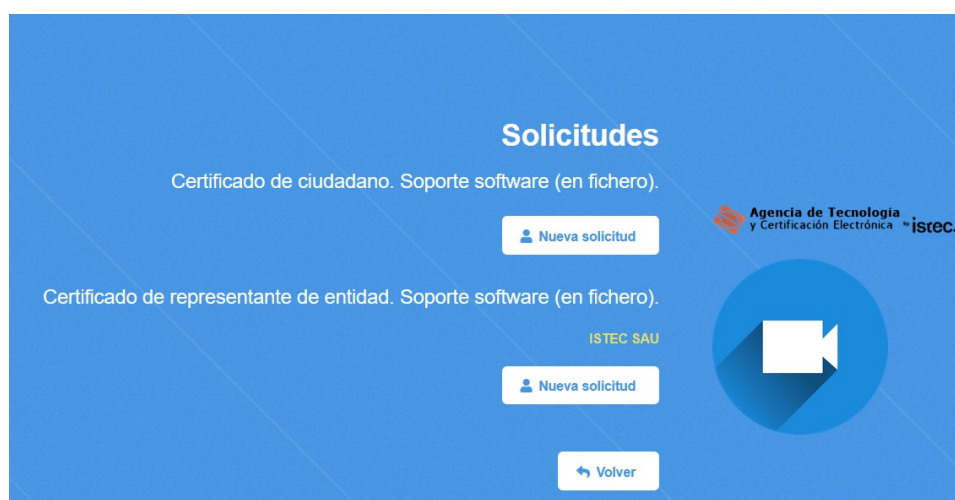 Solicitudes
Certificado de ciudadano. Soporte software (en fichero).
Nueva solicitud
Certificado de representante de entidad. Soporte software (en fichero).
ISTEC SAU
Nueva solicitud
Volver
Agencia de Tecnología
y Certificación Electrónica by istec.